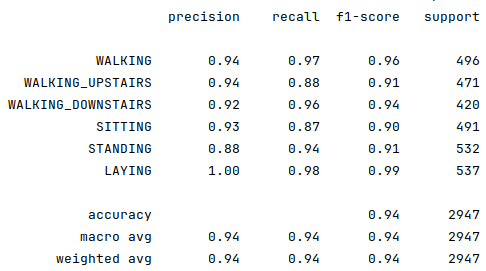 precision recall f1-score support
WALKING 0.94 0.97 0.96 496
WALKING_UPSTAIRS 0.94 0.88 0.91 471
WALKING_DOWNSTAIRS 0.92 0.96 0.94 420
SITTING 0.93 0.87 0.90 491
STANDING 0.88 0.94 0.91 532
LAYING 1.00 0.98 0.99 537
accuracy 0.94 2947
macro avg 0.94 0.94 0.94 2947
weighted avg 0.94 0.94 0.94 2947